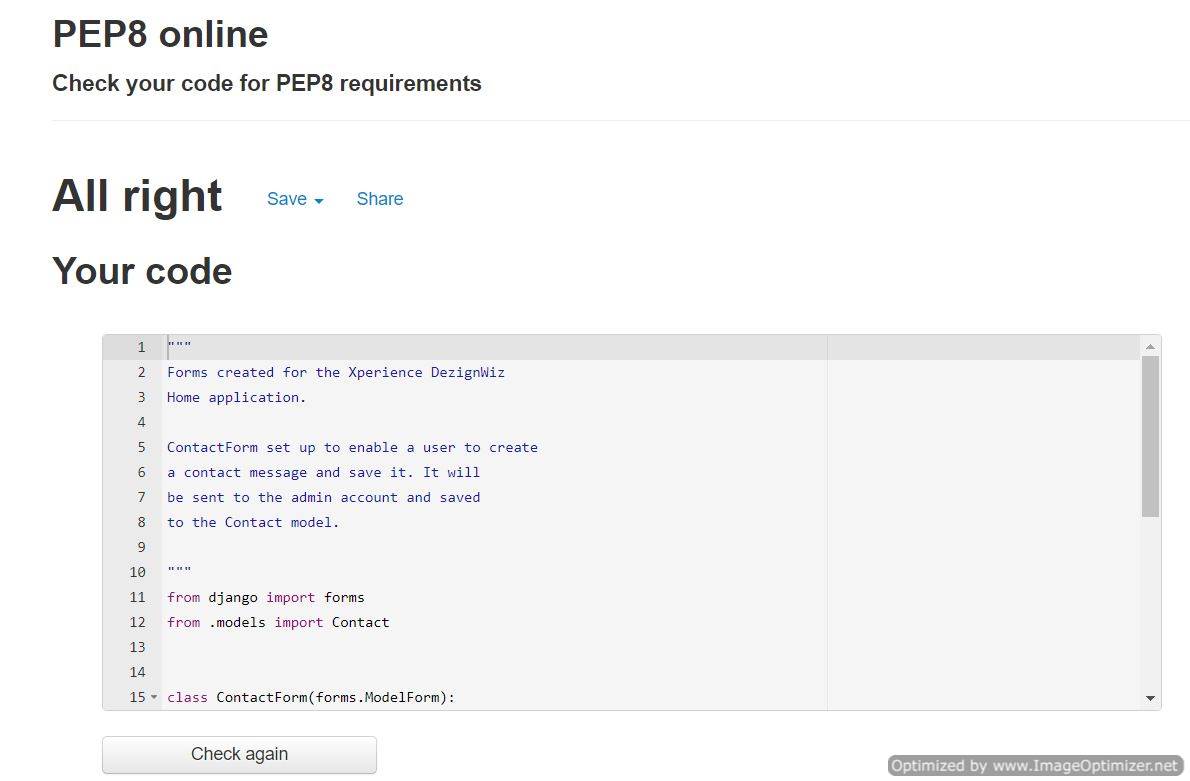 PEP8 online
Check your code for PEP8 requirements
All right Save Share
Your code
1 """
2 Forms created for the Xperience DezignWiz
3 Home application.
4
5 ContactForm set up to enable a user to create
6 a contact message and save it. It will
7 be sent to the admin account and saved
8 to the Contact model.
9
10 """
11 from django import forms
12 from .models import Contact
13
14
15 class ContactForm(forms.ModelForm):
Check again
Optimized by www.ImageOptimizer.net